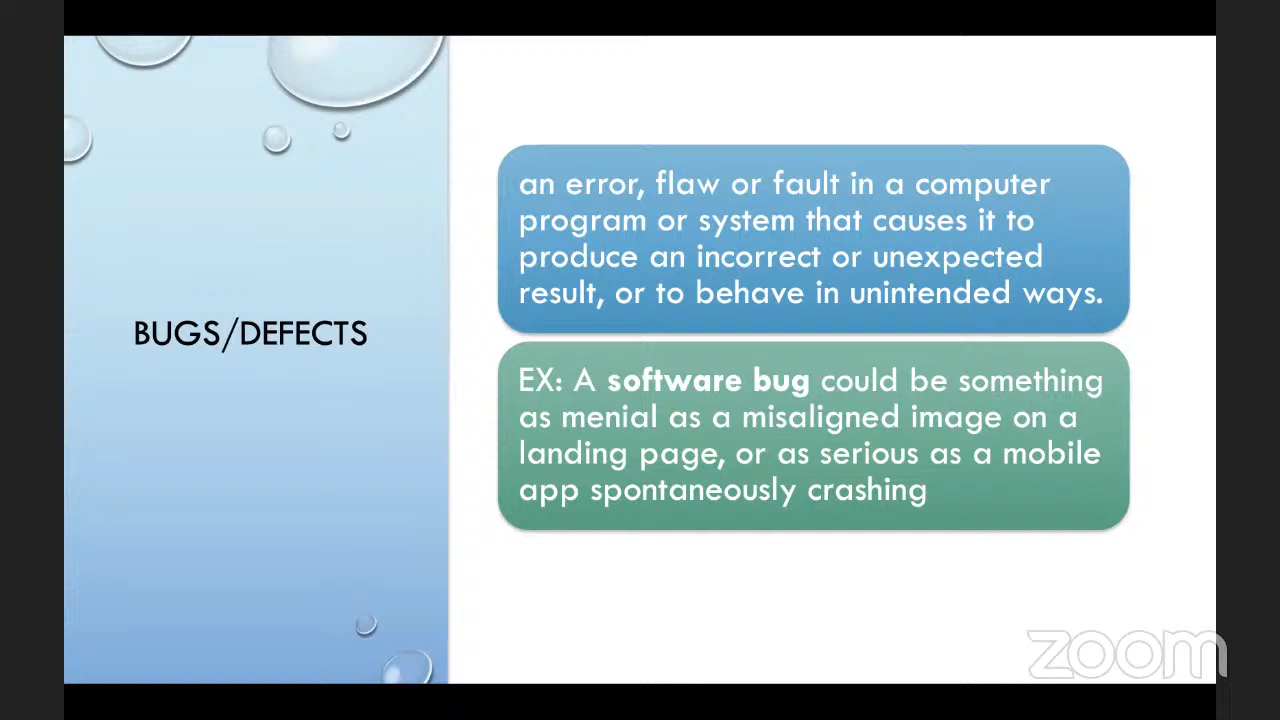 BUGS/DEFECTS
an error, flaw or fault in a computer
program or system that causes it to
produce an incorrect or unexpected
result, or to behave in unintended ways.
EX: A software bug could be something
as menial as a misaligned image on a
landing page, or as serious as a mobile
app spontaneously crashing
zoom